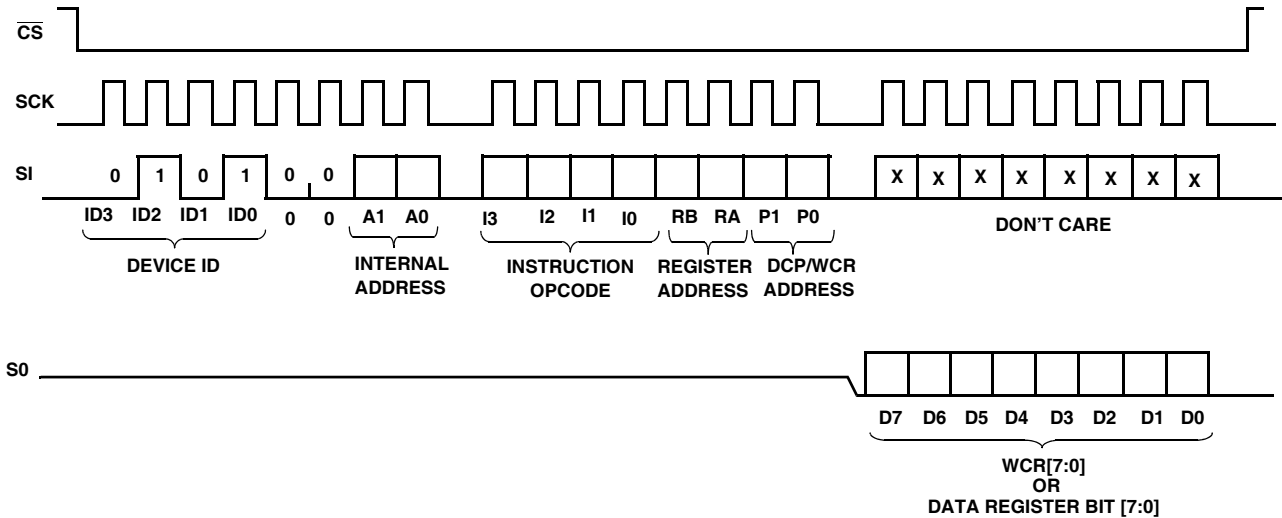 CS
SCK
SI
0 1 0 1 0 0 X X X X X X X X
ID3 ID2 ID1 ID0 0 0 A1 A0 I3 I2 I1 I0 RB RA P1 P0 DON'T CARE
DEVICE ID
INTERNAL
ADDRESS
INSTRUCTION
OPCODE
REGISTER
ADDRESS
DCP/WCR
ADDRESS
S0
D7 D6 D5 D4 D3 D2 D1 D0
WCR[7:0]
OR
DATA REGISTER BIT [7:0]